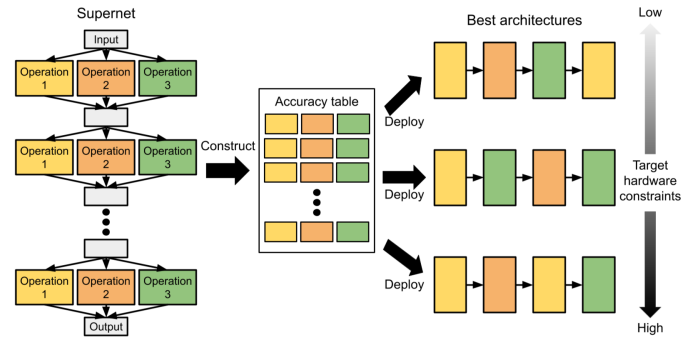 Supernet
Input
Operation
1
Operation
2
Operation
3
Operation
1
Operation
2
Operation
3
Operation
1
Operation
2
Operation
3
Output
Construct
Accuracy table
Deploy
Deploy
Deploy
Best architectures
Low
Target
hardware
constraints
High